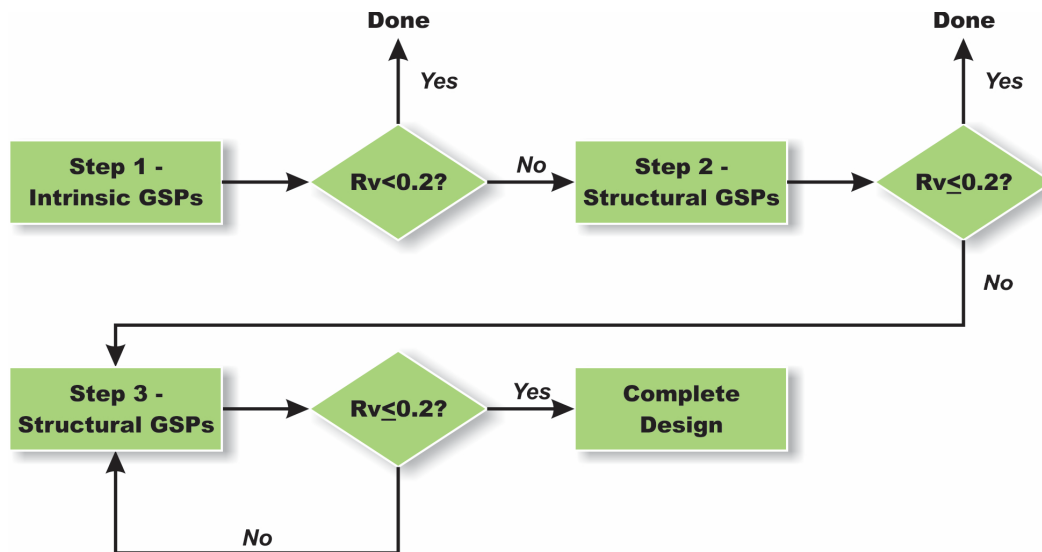 Done
Done
Yes
Yes
Step 1 -
Intrinsic GSPs
Rv<0.2?
No
Step 2 -
Structural GSPs
Rv≤0.2?
No
Step 3 -
Structural GSPs
Rv≤0.2?
Yes
Complete
Design
No